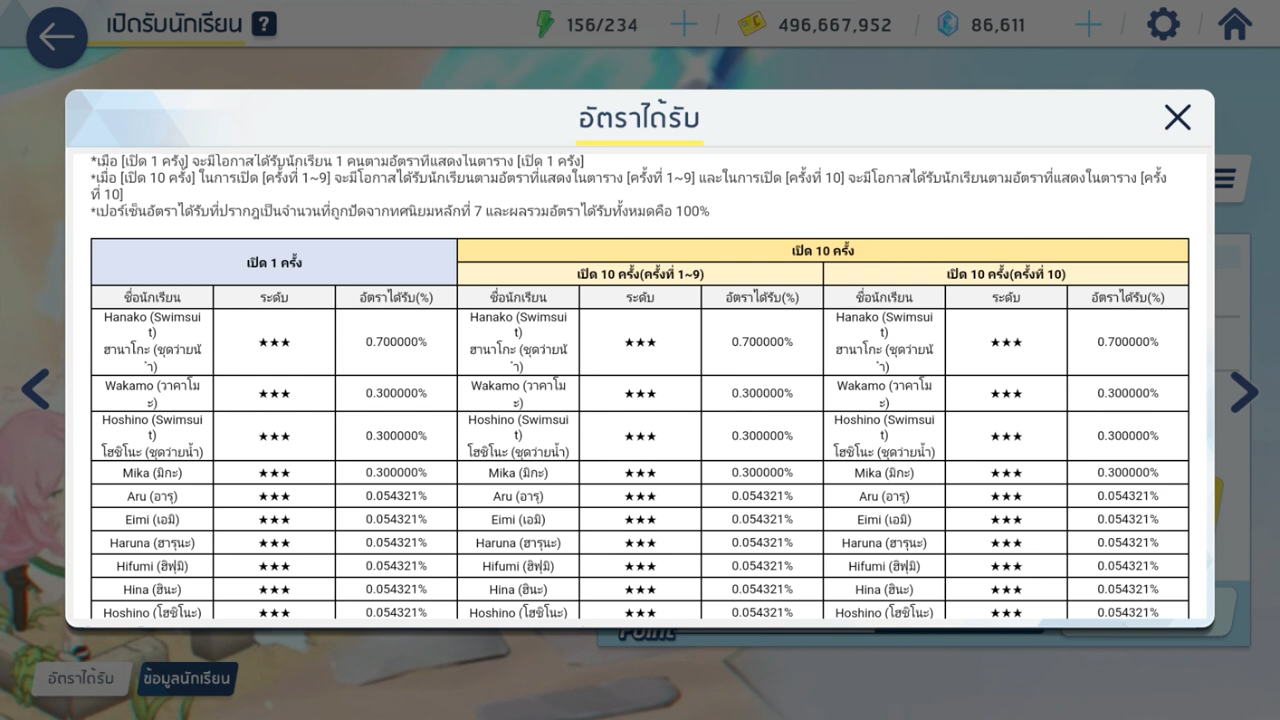 เปิดรับนักเรียน ? 156/234 496,667,952 86,611
อัตราได้รับ
*เมื่อ [เปิด 1 ครั้ง] จะมีโอกาสได้รับนักเรียน 1 คนตามอัตราที่แสดงในตาราง [เปิด 1 ครั้ง]
*เมื่อ [เปิด 10 ครั้ง] ในการเปิด [ครั้งที่ 1~9] จะมีโอกาสได้รับนักเรียนตามอัตราที่แสดงในตาราง [ครั้งที่ 1~9] และในการเปิด [ครั้งที่ 10] จะมีโอกาสได้รับนักเรียนตามอัตราที่แสดงในตาราง [ครั้ง
ที่ 10]
*เปอร์เซ็นอัตราได้รับที่ปรากฏเป็นจำนวนที่ถูกปัดจากทศนิยมหลักที่ 7 และผลรวมอัตราได้รับทั้งหมดคือ 100%
เปิด 1 ครั้ง เปิด 10 ครั้ง
เปิด 10 ครั้ง(ครั้งที่ 1~9) เปิด 10 ครั้ง(ครั้งที่ 10)
ชื่อนักเรียน ระดับ อัตราได้รับ(%) ชื่อนักเรียน ระดับ อัตราได้รับ(%) ชื่อนักเรียน ระดับ อัตราได้รับ(%)
Hanako (Swimsui Hanako (Swimsui Hanako (Swimsui
t) t) t)
★★★ 0.700000% ★★★ 0.700000% ★★★ 0.700000%
ฮานาโกะ (ชุดว่ายน้ ฮานาโกะ (ชุดว่ายน้ ฮานาโกะ (ชุดว่ายน้
ำ) ำ) ำ)
Wakamo (วาคาโม Wakamo (วาคาโม Wakamo (วาคาโม
★★★ 0.300000% ★★★ 0.300000% ★★★ 0.300000%
ะ) ะ) ะ)
Hoshino (Swimsui Hoshino (Swimsui Hoshino (Swimsui
t) ★★★ 0.300000% t) ★★★ 0.300000% t) ★★★ 0.300000%
โฮชิโนะ (ชุดว่ายน้ำ) โฮชิโนะ (ชุดว่ายน้ำ) โฮชิโนะ (ชุดว่ายน้ำ)
Mika (มิกะ) ★★★ 0.300000% Mika (มิกะ) ★★★ 0.300000% Mika (มิกะ) ★★★ 0.300000%
Aru (อารุ) ★★★ 0.054321% Aru (อารุ) ★★★ 0.054321% Aru (อารุ) ★★★ 0.054321%
Eimi (เอมิ) ★★★ 0.054321% Eimi (เอมิ) ★★★ 0.054321% Eimi (เอมิ) ★★★ 0.054321%
Haruna (ฮารุนะ) ★★★ 0.054321% Haruna (ฮารุนะ) ★★★ 0.054321% Haruna (ฮารุนะ) ★★★ 0.054321%
Hifumi (ฮิฟุมิ) ★★★ 0.054321% Hifumi (ฮิฟุมิ) ★★★ 0.054321% Hifumi (ฮิฟุมิ) ★★★ 0.054321%
Hina (ฮินะ) ★★★ 0.054321% Hina (ฮินะ) ★★★ 0.054321% Hina (ฮินะ) ★★★ 0.054321%
Hoshino (โฮชิโนะ) ★★★ 0.054321% Hoshino (โฮชิโนะ) ★★★ 0.054321% Hoshino (โฮชิโนะ) ★★★ 0.054321%
Point
อัตราได้รับ ข้อมูลนักเรียน